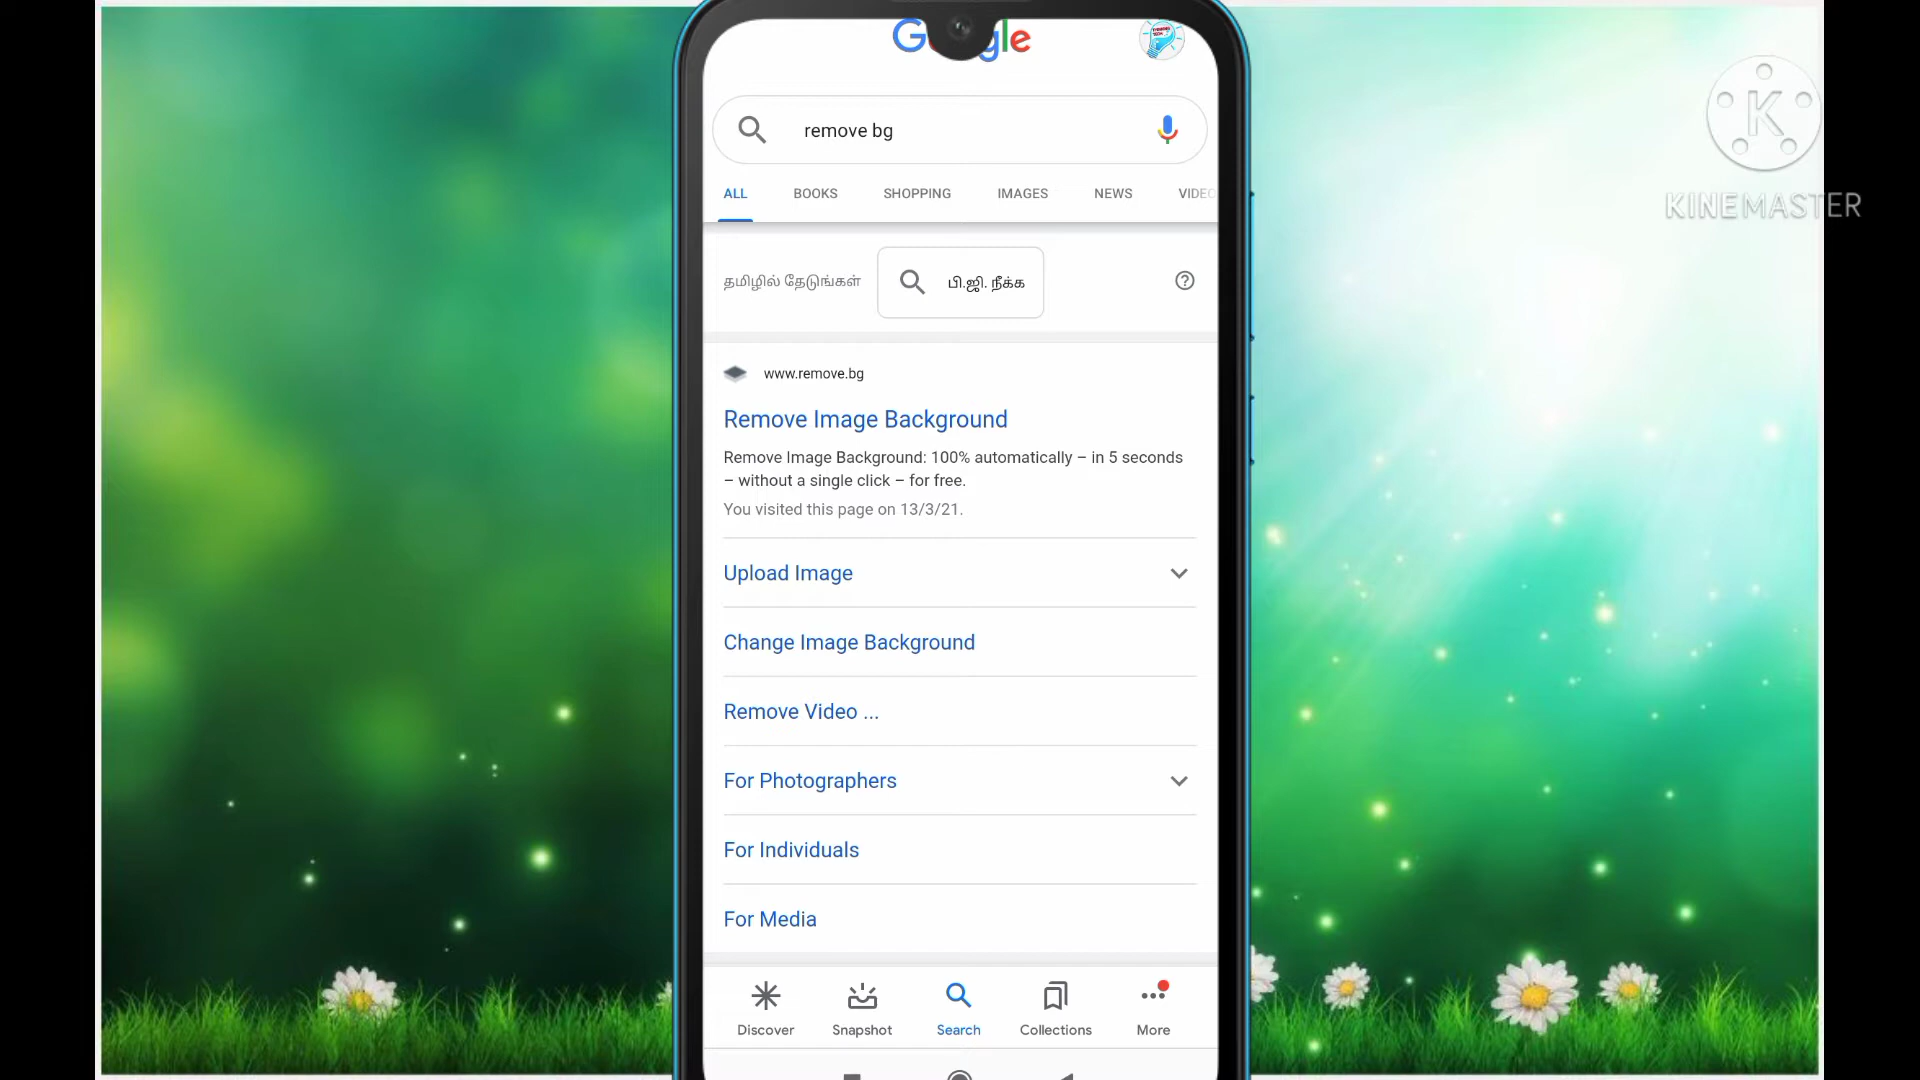 Google
remove bg
ALL BOOKS SHOPPING IMAGES NEWS VIDEO
தமிழில் தேடுங்கள் பி.ஜி. நீக்க
www.remove.bg
Remove Image Background
Remove Image Background: 100% automatically – in 5 seconds
– without a single click – for free.
You visited this page on 13/3/21.
Upload Image
Change Image Background
Remove Video ...
For Photographers
For Individuals
For Media
Discover Snapshot Search Collections More
K
KINEMASTER